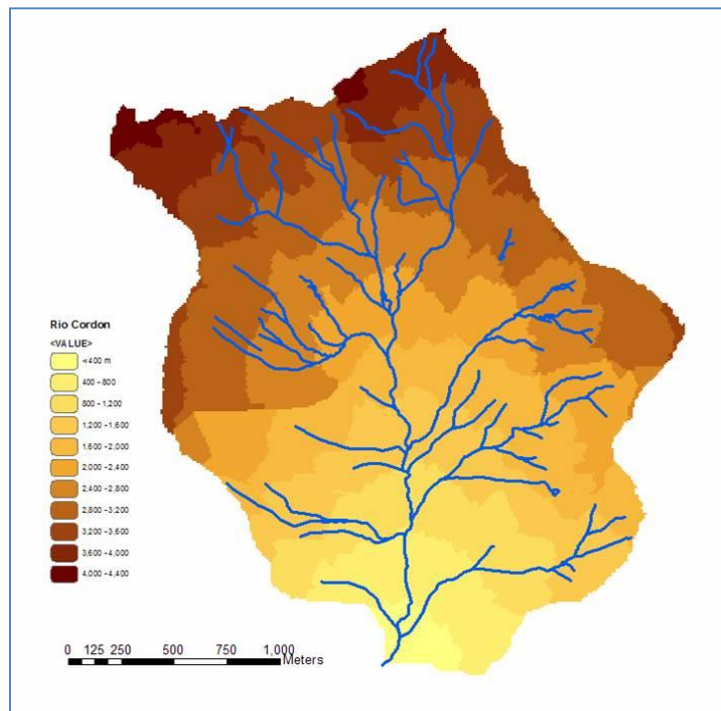 Rio Cordon
<VALUE>
<400 m
400 - 800
800 - 1,200
1,200 - 1,600
1,600 - 2,000
2,000 - 2,400
2,400 - 2,800
2,800 - 3,200
3,200 - 3,600
3,600 - 4,000
4,000 - 4,400
0 125 250 500 750 1,000
Meters